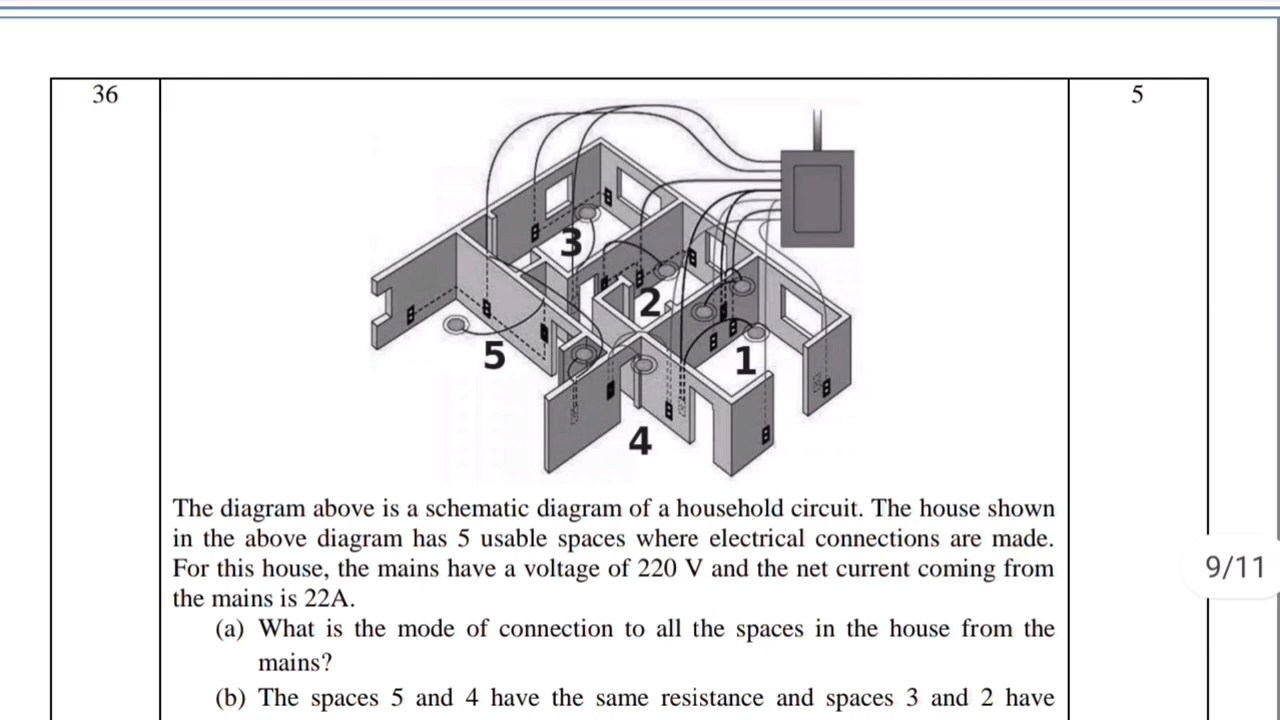 36
5
3
2
5
1
4
The diagram above is a schematic diagram of a household circuit. The house shown
in the above diagram has 5 usable spaces where electrical connections are made.
For this house, the mains have a voltage of 220 V and the net current coming from
the mains is 22A.
(a) What is the mode of connection to all the spaces in the house from the
mains?
(b) The spaces 5 and 4 have the same resistance and spaces 3 and 2 have
9/11